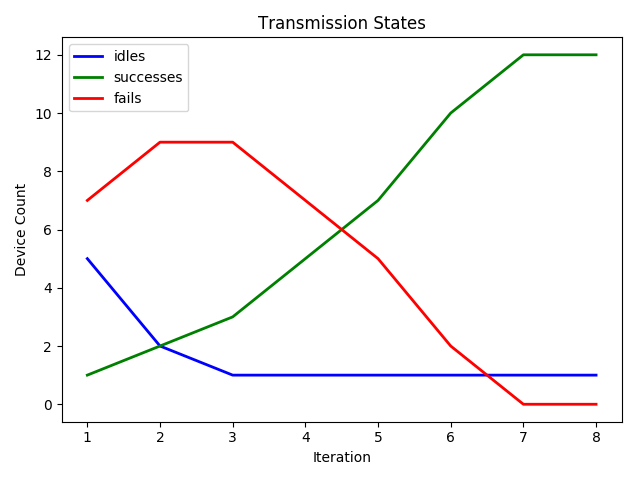 Transmission States
idles
successes
fails
Device Count
12
10
8
6
4
2
0
1 2 3 4 5 6 7 8
Iteration